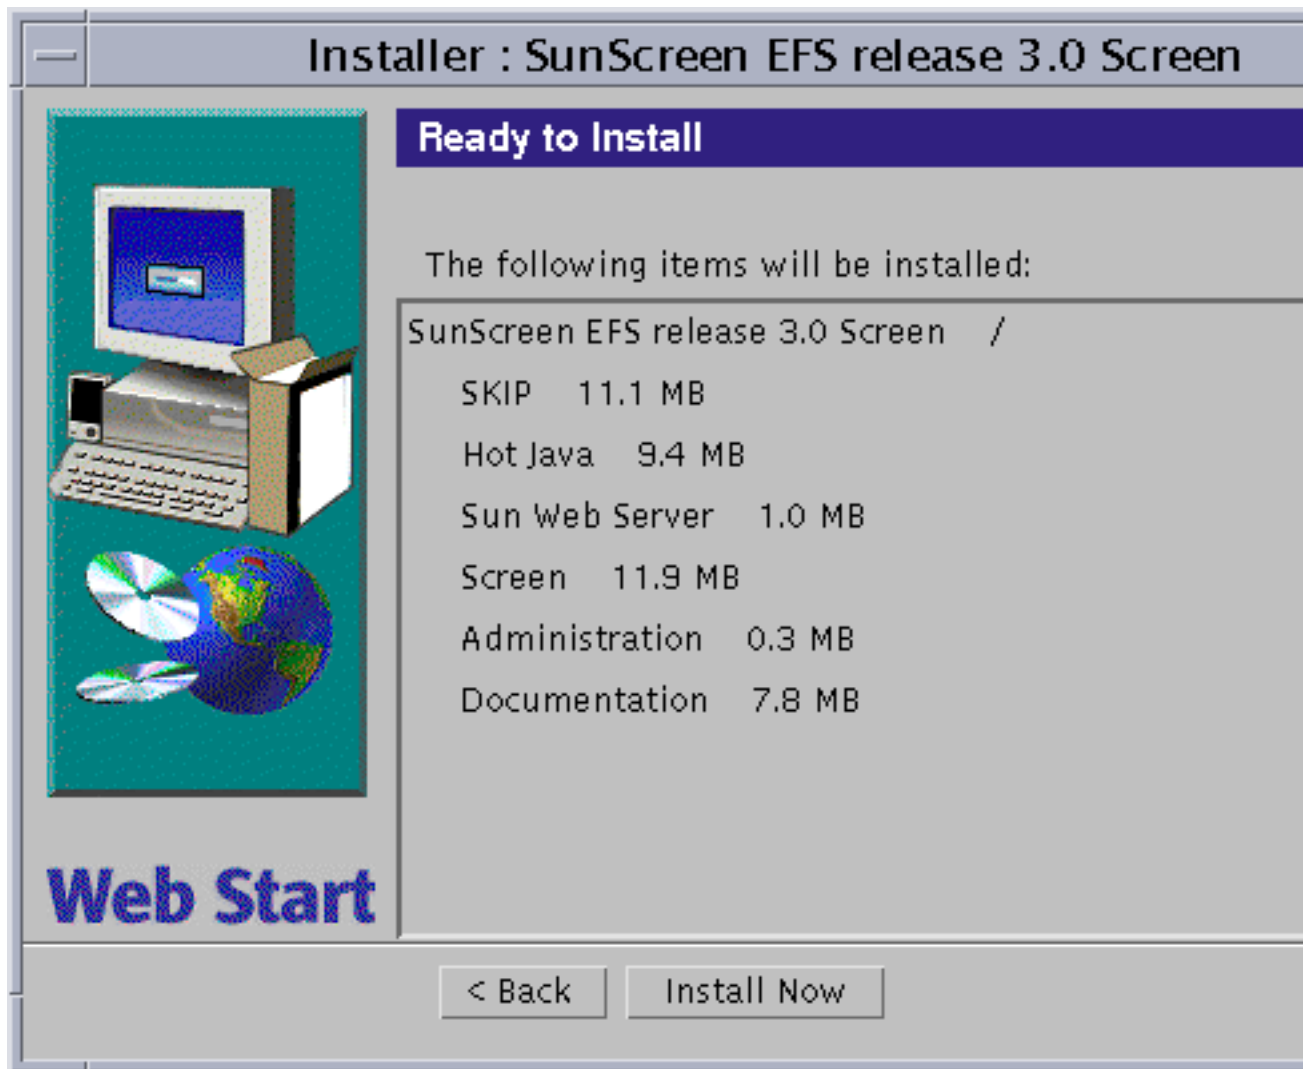 Installer : SunScreen EFS release 3.0 Screen
Ready to Install
The following items will be installed:
SunScreen EFS release 3.0 Screen /
SKIP 11.1 MB
Hot Java 9.4 MB
Sun Web Server 1.0 MB
Screen 11.9 MB
Administration 0.3 MB
Documentation 7.8 MB
Web Start
< Back Install Now